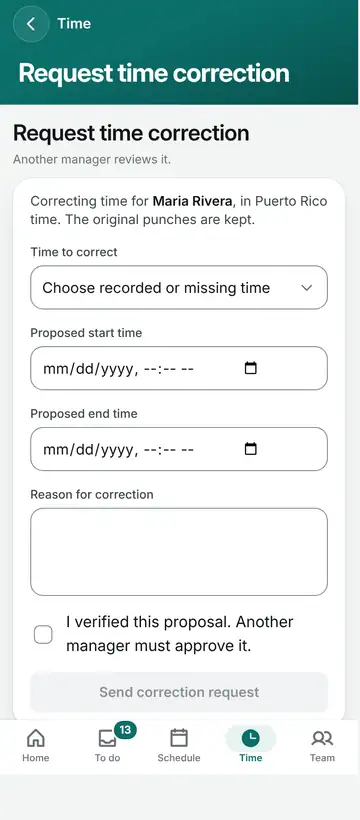 Time
Request time correction
Request time correction
Another manager reviews it.
Correcting time for Maria Rivera, in Puerto Rico
time. The original punches are kept.
Time to correct
Choose recorded or missing time
Proposed start time
mm/dd/yyyy, --:-- --
Proposed end time
mm/dd/yyyy, --:-- --
Reason for correction
I verified this proposal. Another
manager must approve it.
Send correction request
13
Home
To do
Schedule
Time
Team